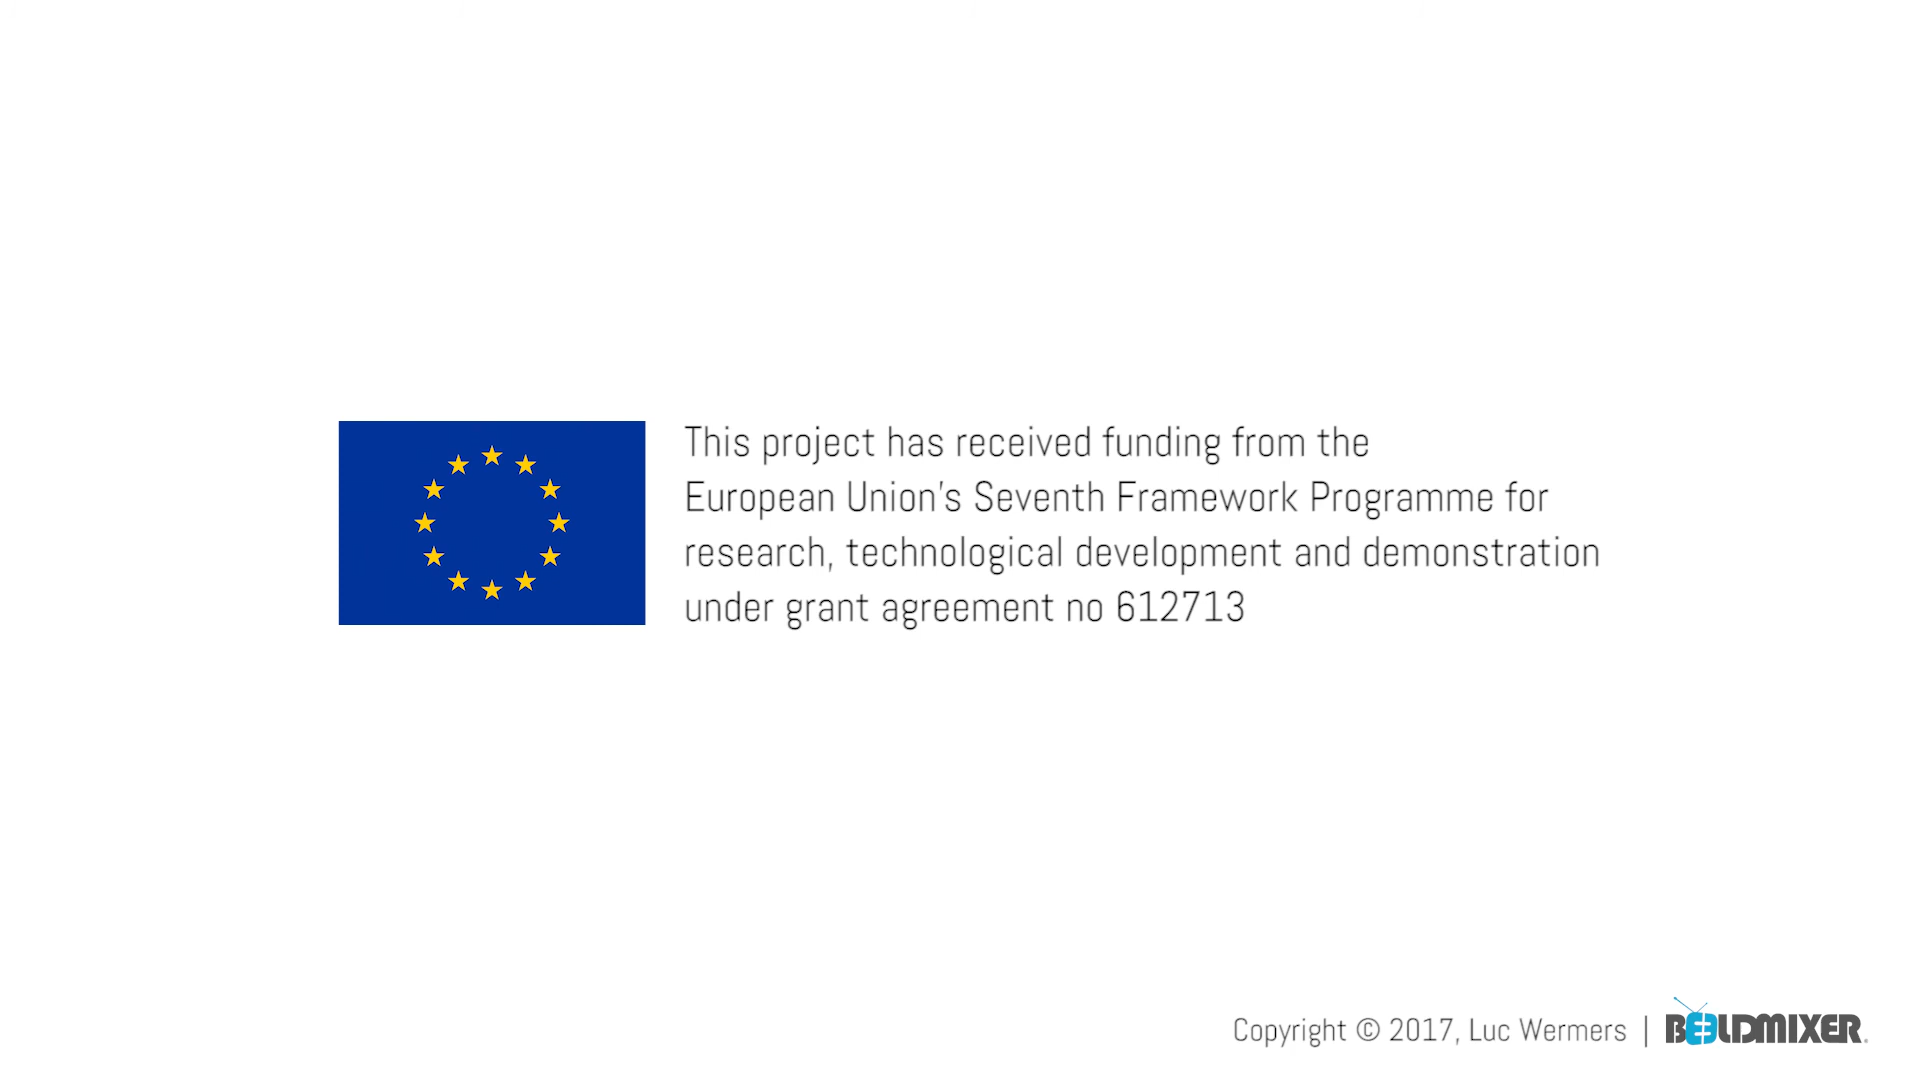 This project has received funding from the
European Union's Seventh Framework Programme for
research, technological development and demonstration
under grant agreement no 612713
Copyright © 2017, Luc Wermers | BEELDMIXER